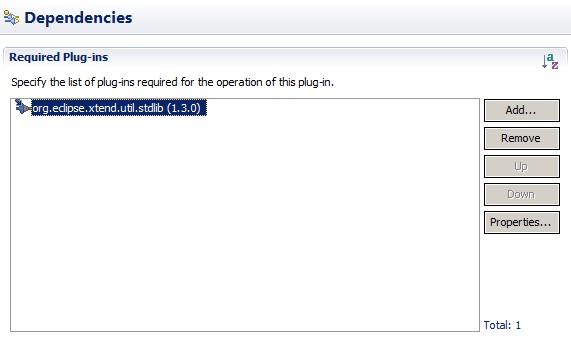 Dependencies
Required Plug-ins
Specify the list of plug-ins required for the operation of this plug-in.
org.eclipse.xtend.util.stdlib (1.3.0)
Add...
Remove
Up
Down
Properties...
Total: 1